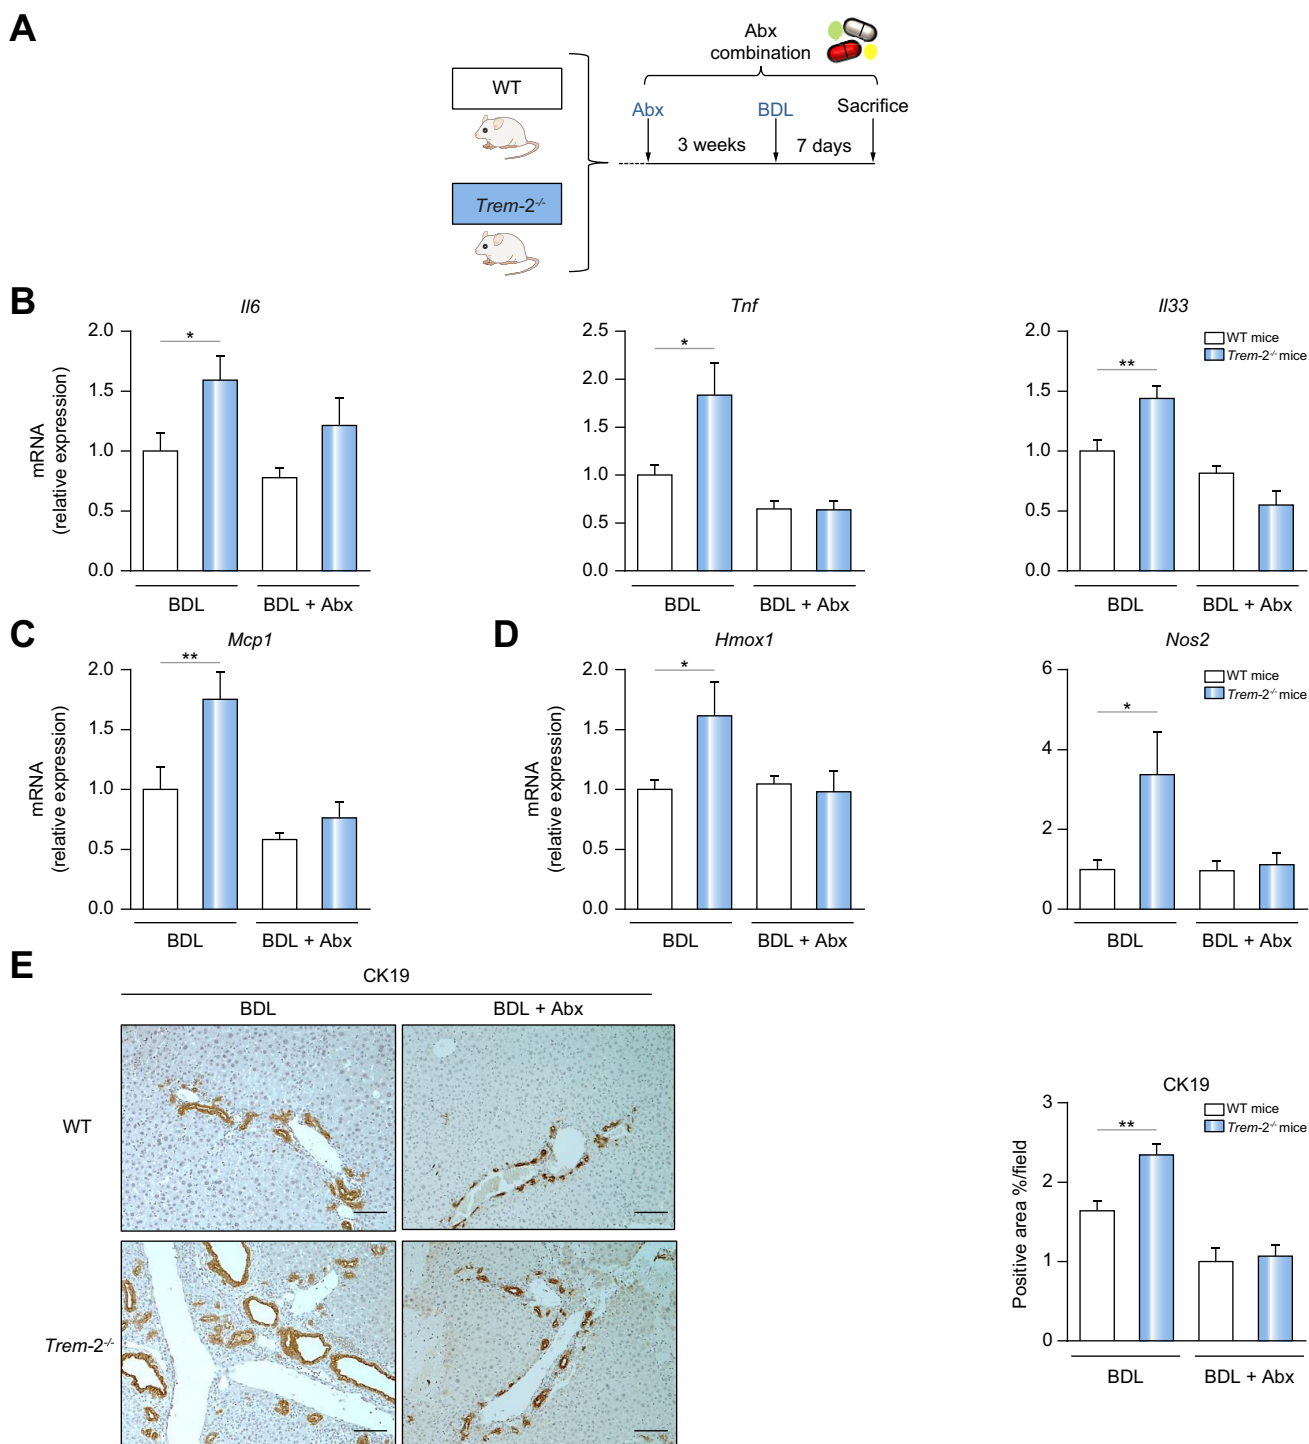 A
WT
Trem-2-/-
Abx
combination
Abx
BDL
Sacrifice
3 weeks
7 days
B
Il6
mRNA
(relative expression)
2.0
1.5
1.0
0.5
0.0
*
BDL
BDL + Abx
Tnf
2.5
2.0
1.5
1.0
0.5
0.0
*
BDL
BDL + Abx
Il33
2.0
1.5
1.0
0.5
0.0
**
WT mice
Trem-2-/- mice
BDL
BDL + Abx
C
Mcp1
mRNA
(relative expression)
2.0
1.5
1.0
0.5
0.0
**
BDL
BDL + Abx
D
Hmox1
mRNA
(relative expression)
2.0
1.5
1.0
0.5
0.0
*
BDL
BDL + Abx
Nos2
6
4
2
0
*
WT mice
Trem-2-/- mice
BDL
BDL + Abx
E
CK19
BDL
BDL + Abx
WT
Trem-2-/-
CK19
Positive area %/field
3
2
1
0
**
WT mice
Trem-2-/- mice
BDL
BDL + Abx